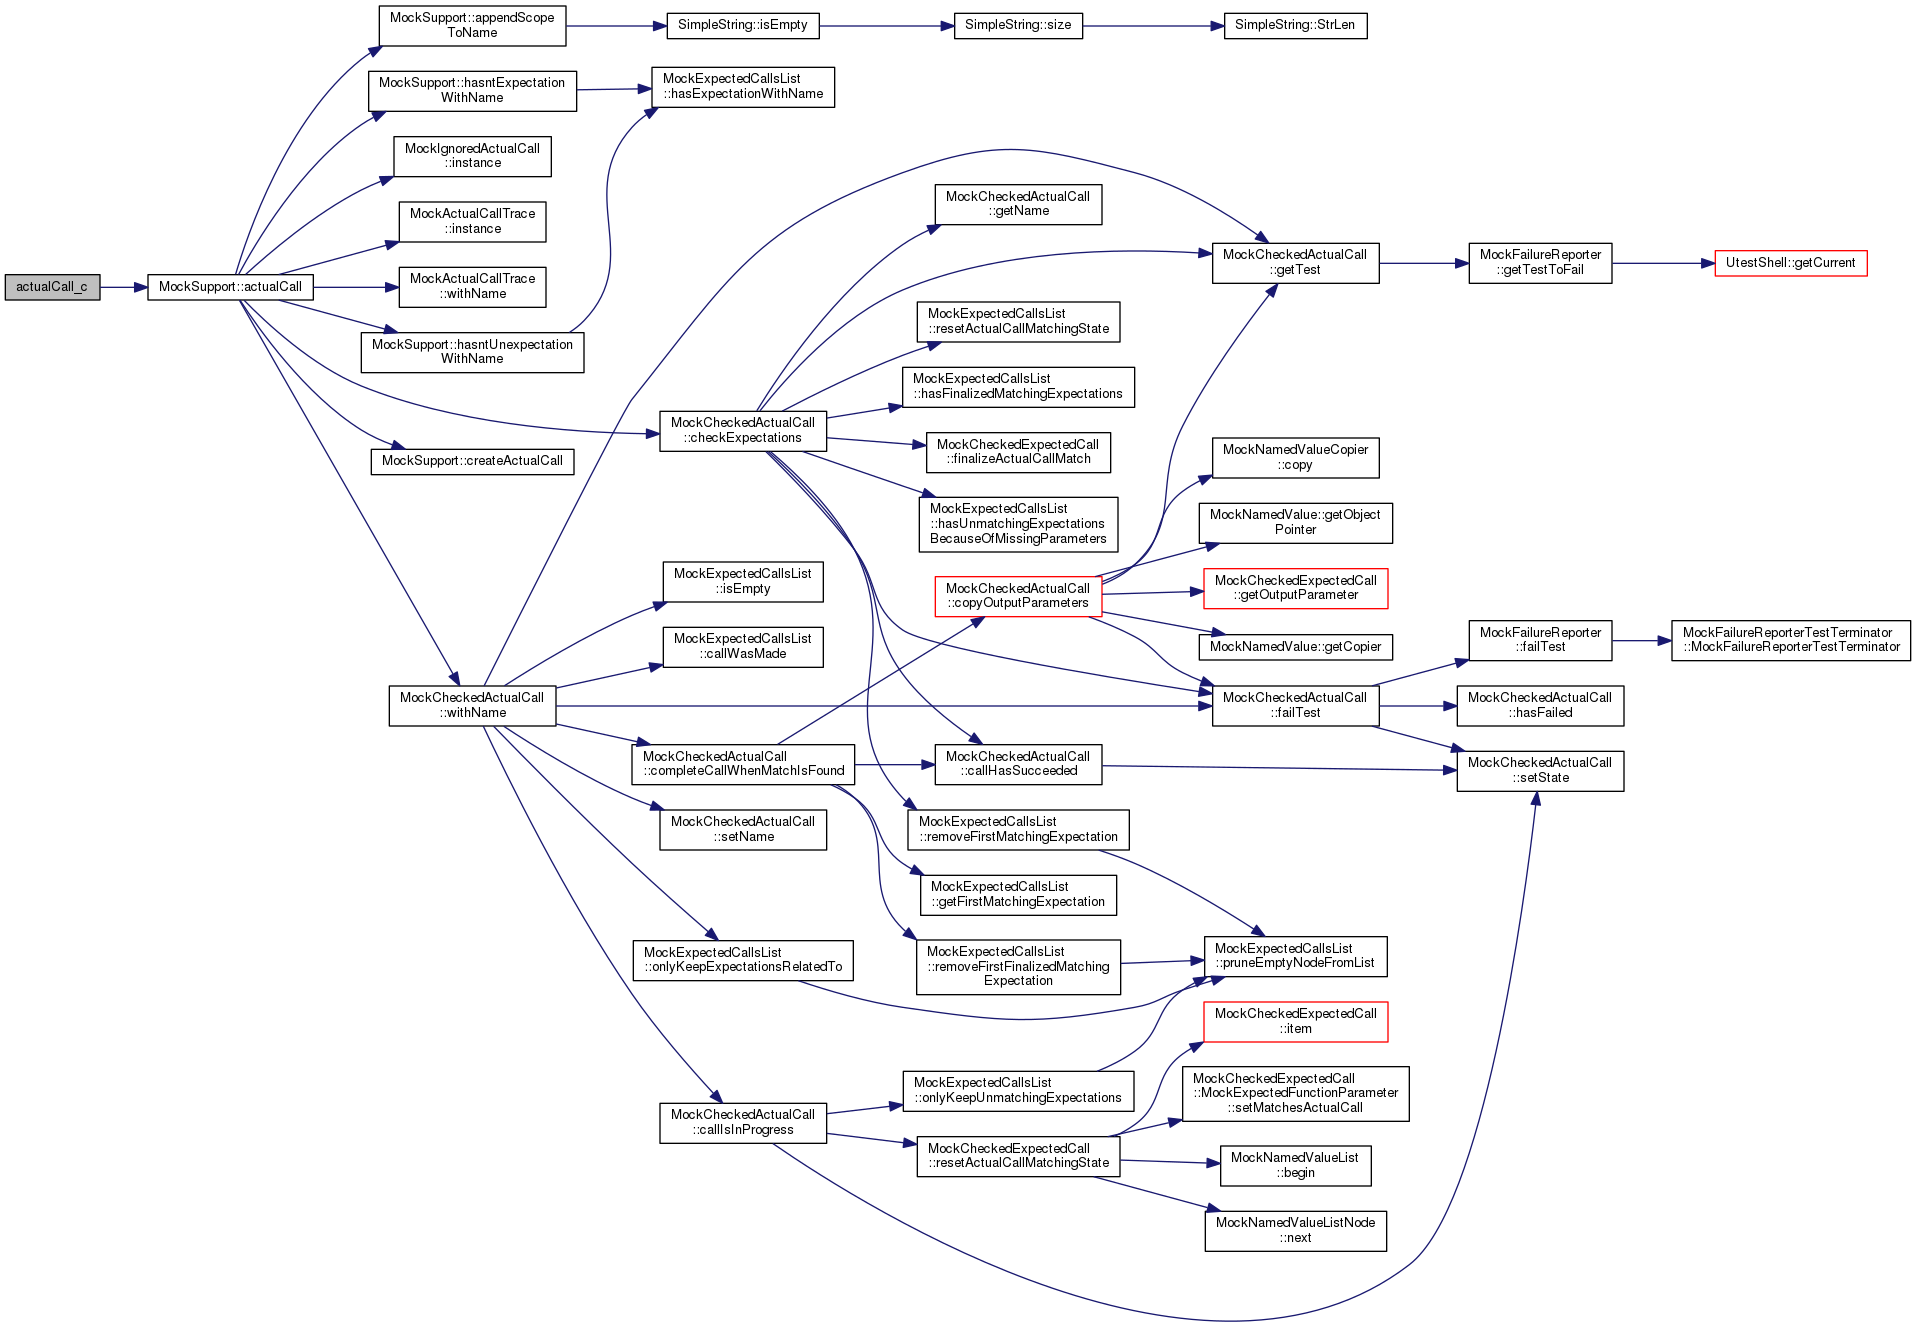 actualCall_c
MockSupport::actualCall
MockSupport::appendScope
ToName
MockSupport::hasntExpectation
WithName
MockIgnoredActualCall
::instance
MockActualCallTrace
::instance
MockActualCallTrace
::withName
MockSupport::hasntUnexpectation
WithName
MockSupport::createActualCall
MockCheckedActualCall
::withName
SimpleString::isEmpty
SimpleString::size
SimpleString::StrLen
MockExpectedCallsList
::hasExpectationWithName
MockCheckedActualCall
::checkExpectations
MockExpectedCallsList
::isEmpty
MockExpectedCallsList
::callWasMade
MockCheckedActualCall
::completeCallWhenMatchIsFound
MockCheckedActualCall
::setName
MockExpectedCallsList
::onlyKeepExpectationsRelatedTo
MockCheckedActualCall
::callIsInProgress
MockCheckedActualCall
::getName
MockExpectedCallsList
::resetActualCallMatchingState
MockExpectedCallsList
::hasFinalizedMatchingExpectations
MockCheckedExpectedCall
::finalizeActualCallMatch
MockExpectedCallsList
::hasUnmatchingExpectations
BecauseOfMissingParameters
MockCheckedActualCall
::copyOutputParameters
MockCheckedActualCall
::callHasSucceeded
MockExpectedCallsList
::removeFirstMatchingExpectation
MockExpectedCallsList
::getFirstMatchingExpectation
MockExpectedCallsList
::removeFirstFinalizedMatching
Expectation
MockExpectedCallsList
::onlyKeepUnmatchingExpectations
MockCheckedExpectedCall
::resetActualCallMatchingState
MockCheckedActualCall
::getTest
MockNamedValueCopier
::copy
MockNamedValue::getObject
Pointer
MockCheckedExpectedCall
::getOutputParameter
MockNamedValue::getCopier
MockCheckedActualCall
::failTest
MockExpectedCallsList
::pruneEmptyNodeFromList
MockCheckedExpectedCall
::item
MockCheckedExpectedCall
::MockExpectedFunctionParameter
::setMatchesActualCall
MockNamedValueList
::begin
MockNamedValueListNode
::next
MockFailureReporter
::getTestToFail
UtestShell::getCurrent
MockFailureReporter
::failTest
MockFailureReporterTestTerminator
::MockFailureReporterTestTerminator
MockCheckedActualCall
::hasFailed
MockCheckedActualCall
::setState